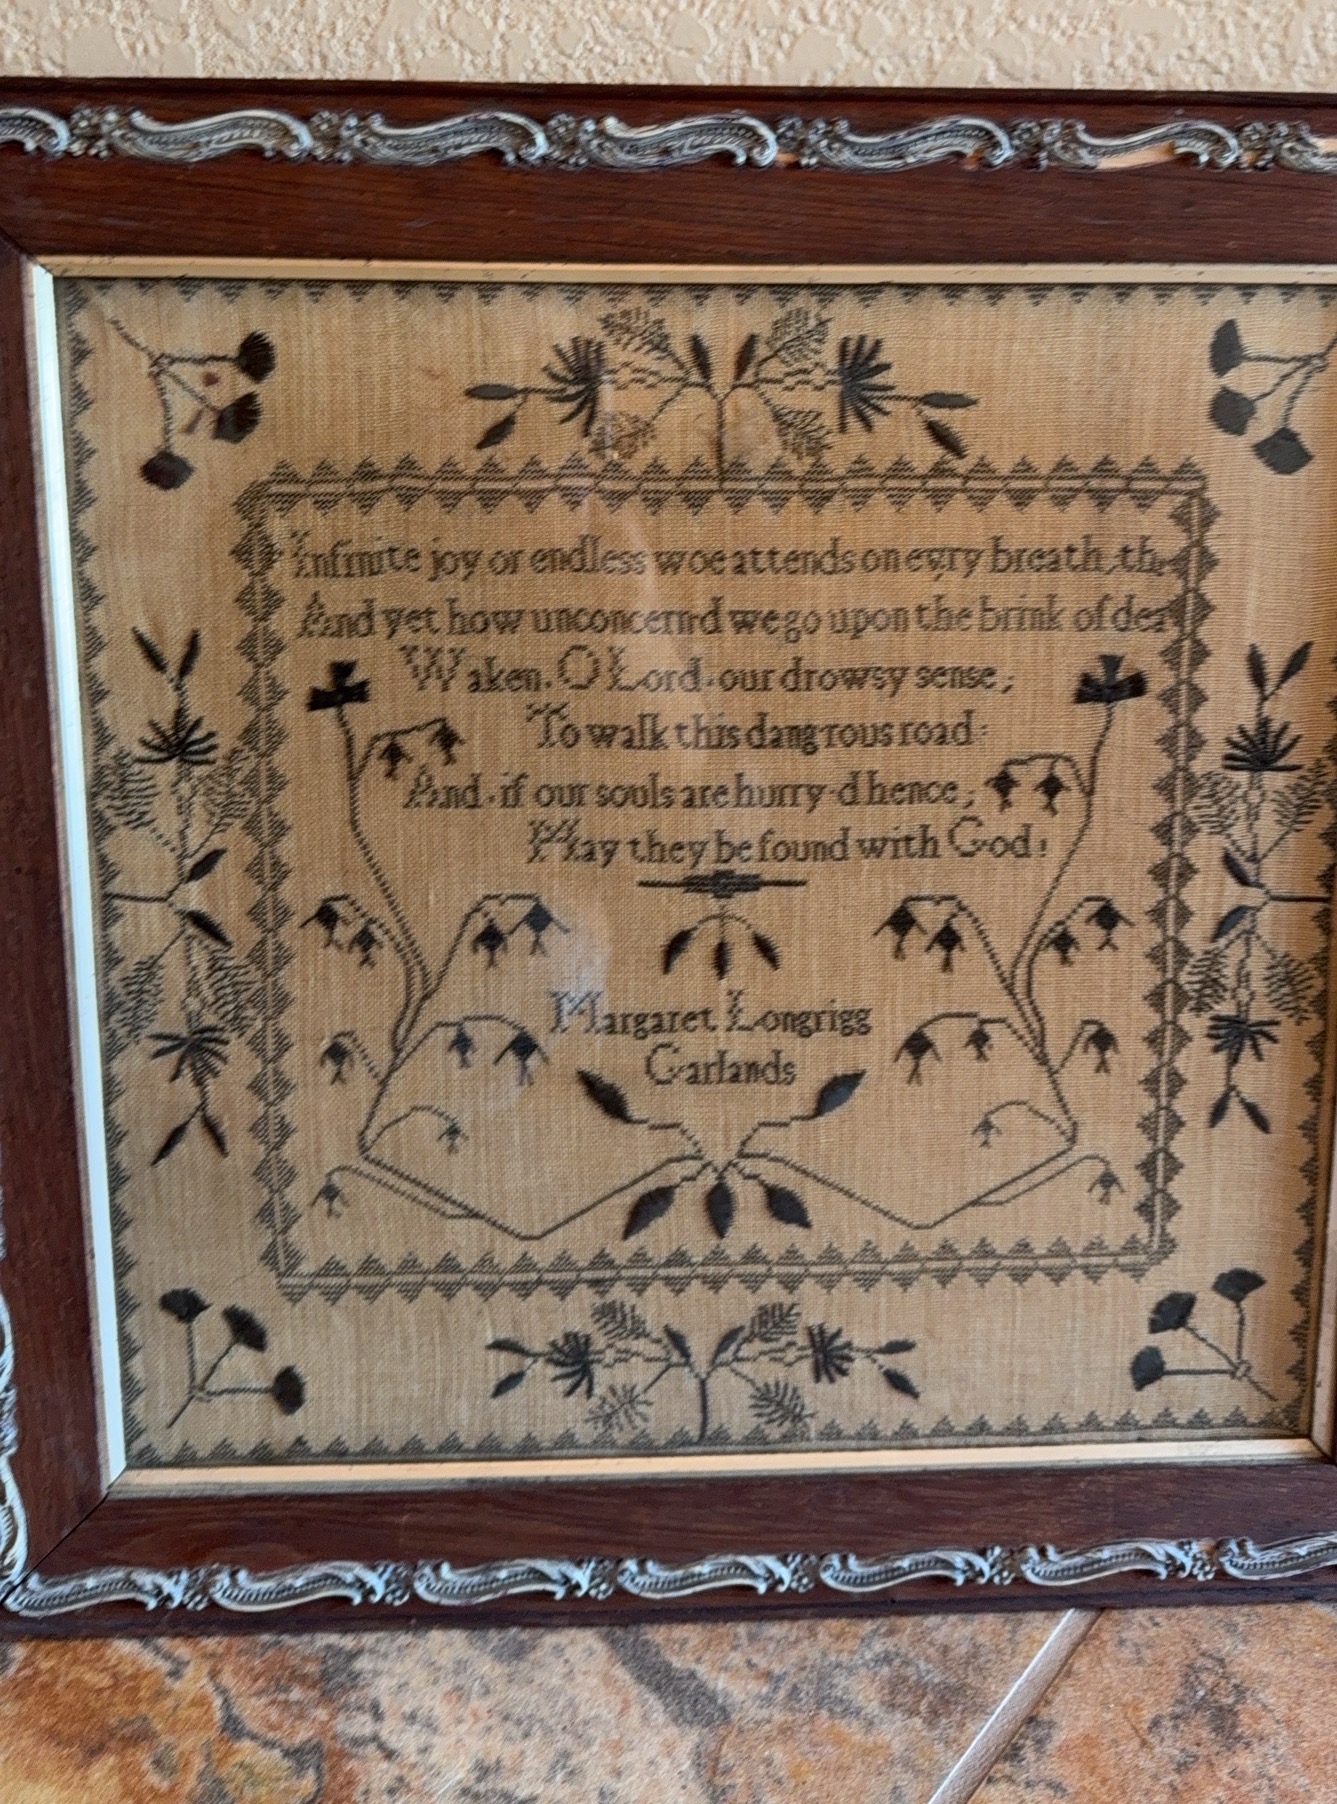 Infinite joy or endless woe attends on ev'ry breath, th
And yet how unconcern'd we go upon the brink of dea
Waken. O Lord. our drowsy sense;
To walk this dang'rous road:
And. if our souls are hurry'd hence;
May they be found with God!
Margaret Longrigg
Garlands